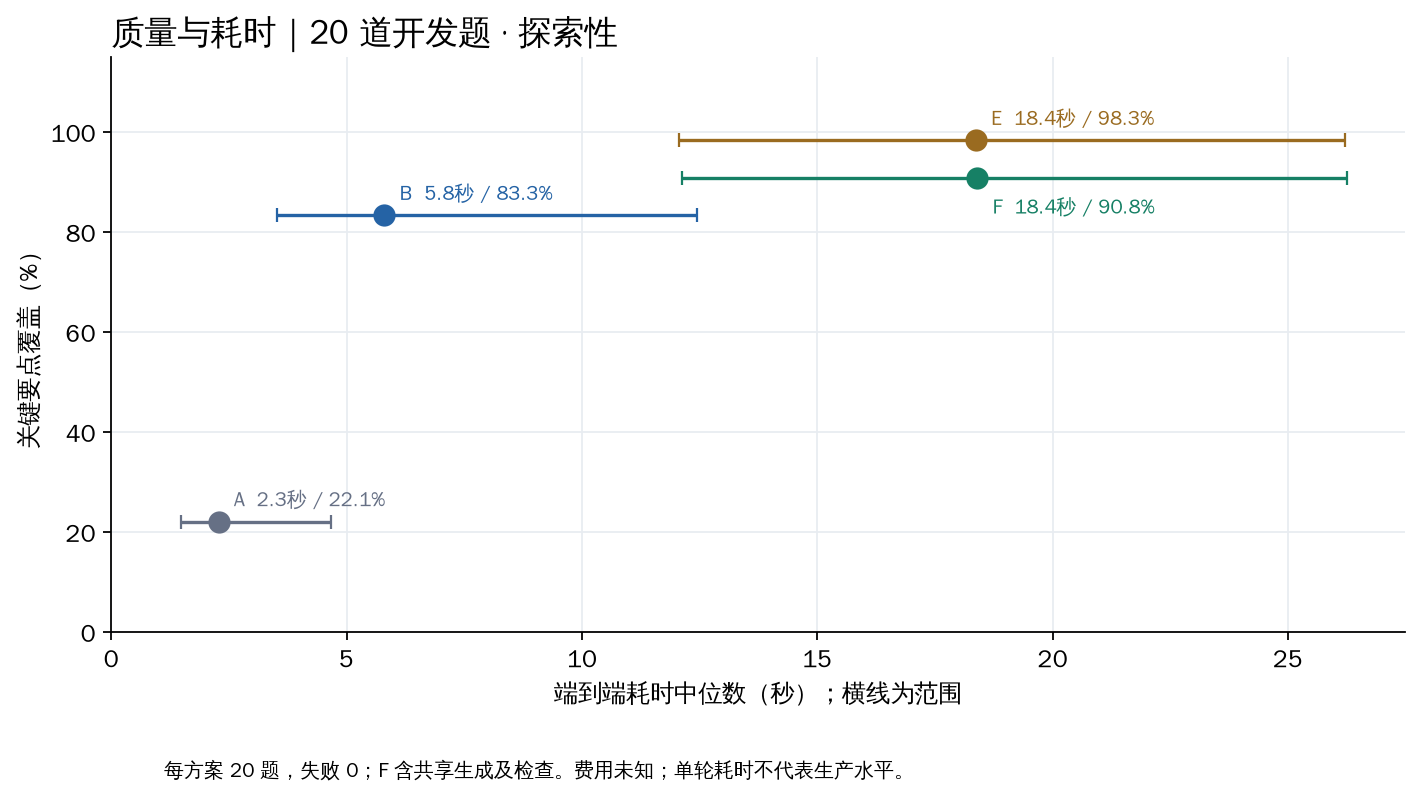 质量与耗时｜20 道开发题 · 探索性
关键要点覆盖（%）
100
80
60
40
20
0
E 18.4秒 / 98.3%
F 18.4秒 / 90.8%
B 5.8秒 / 83.3%
A 2.3秒 / 22.1%
0 5 10 15 20 25
端到端耗时中位数（秒）；横线为范围
每方案 20 题，失败 0；F 含共享生成及检查。费用未知；单轮耗时不代表生产水平。